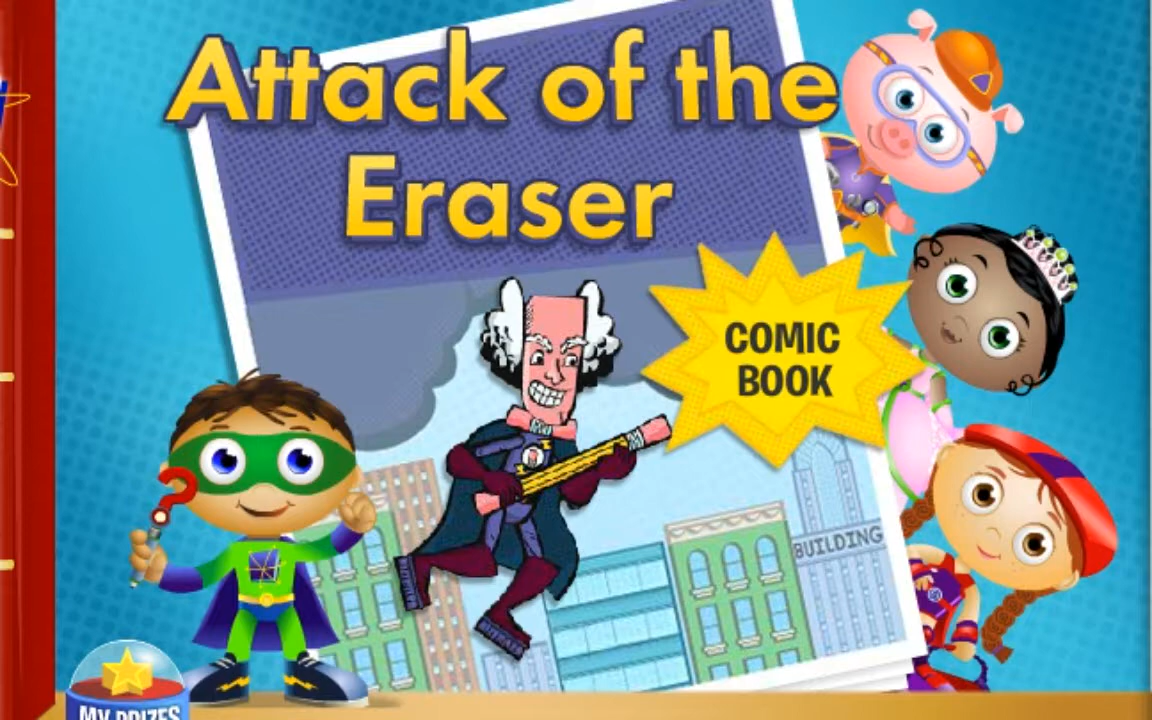 Attack of the
Eraser
COMIC
BOOK
BUILDING
MY PRIZES